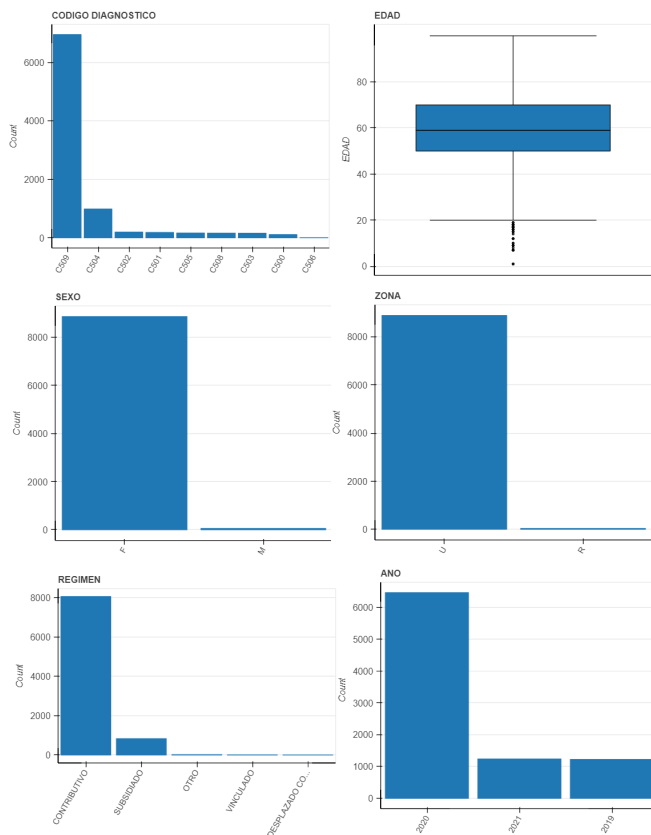 CODIGO DIAGNOSTICO
Count
6000
4000
2000
0
C509
C504
C502
C501
C505
C508
C503
C500
C506
EDAD
EDAD
80
60
40
20
0
SEXO
Count
8000
6000
4000
2000
0
F
M
ZONA
Count
8000
6000
4000
2000
0
U
R
REGIMEN
Count
8000
6000
4000
2000
0
CONTRIBUTIVO
SUBSIDIADO
OTRO
VINCULADO
DESPLAZADO CO...
ANO
Count
6000
5000
4000
3000
2000
1000
0
2020
2021
2019